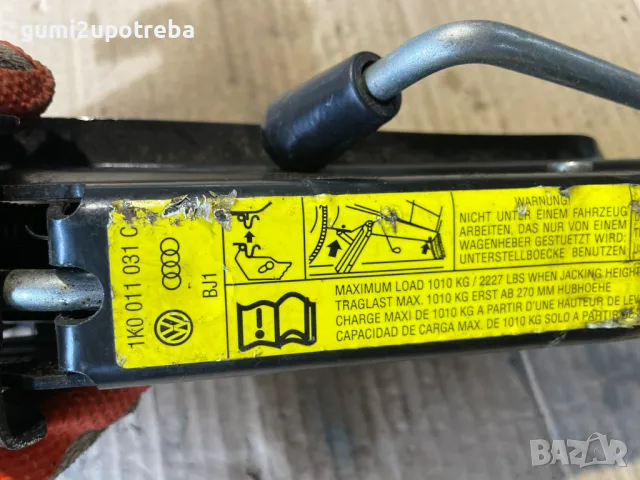 gumi2upotreba
1K0 011 031 C
BJ1
WARNUNG!
NICHT UNTER EINEM FAHRZEUG
ARBEITEN, DAS NUR VON EINEM
WAGENHEBER GESTUETZT WIRD:
UNTERSTELLBOECKE BENUTZEN
MAXIMUM LOAD 1010 KG / 2227 LBS WHEN JACKING HEIGH
TRAGLAST MAX. 1010 KG ERST AB 270 MM HUBHOEHE
CHARGE MAXI DE 1010 KG A PARTIR D'UNE HAUTEUR DE LE
CAPACIDAD DE CARGA MAX. DE 1010 KG SOLO A PARTIR
BAZAR